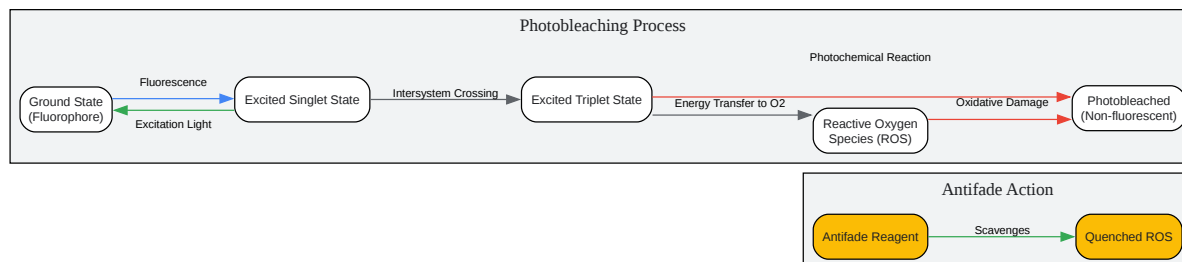 Photobleaching Process
Photochemical Reaction
Fluorescence
Ground State
(Fluorophore)
Excitation Light
Excited Singlet State
Intersystem Crossing
Excited Triplet State
Energy Transfer to O2
Reactive Oxygen
Species (ROS)
Oxidative Damage
Photobleached
(Non-fluorescent)
Antifade Action
Antifade Reagent
Scavenges
Quenched ROS